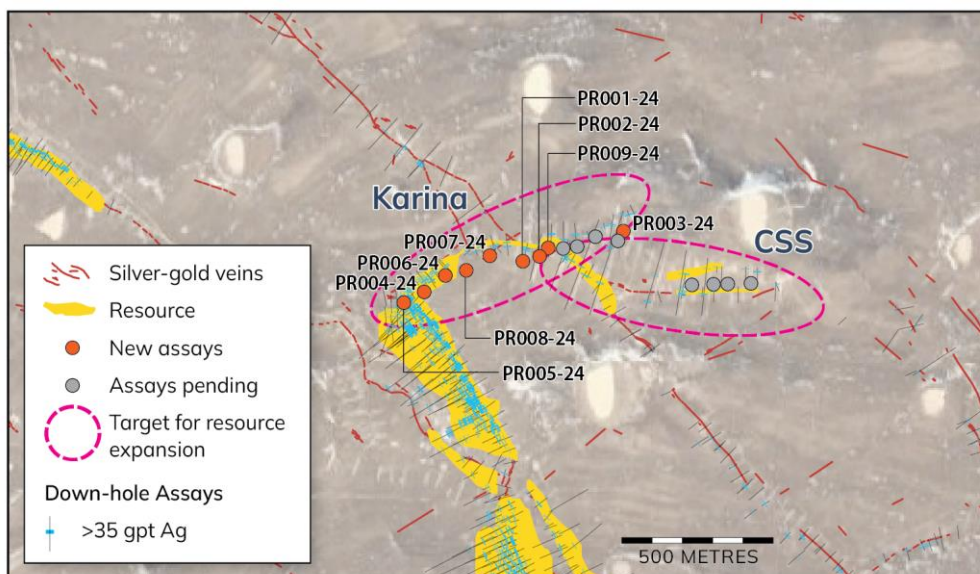 PR001-24
PR002-24
PR009-24
Karina
PR003-24
CSS
PR007-24
PR006-24
PR004-24
PR008-24
PR005-24
Silver-gold veins
Resource
New assays
Assays pending
Target for resource
expansion
Down-hole Assays
>35 gpt Ag
500 METRES